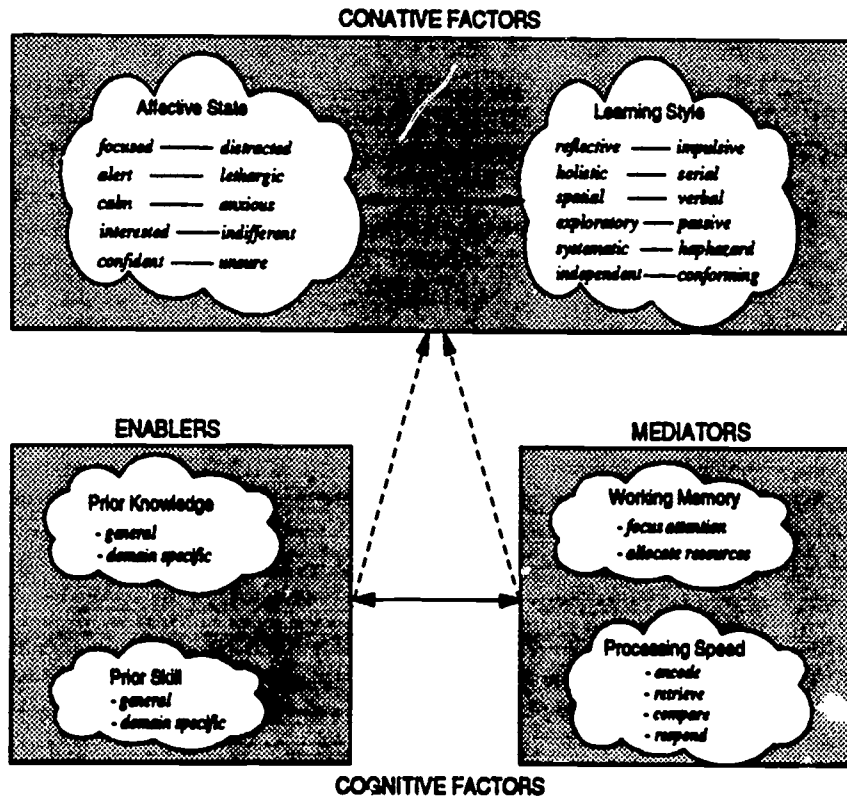 CONATIVE FACTORS
Affective State
focused distracted
alert lethargic
calm anxious
interested indifferent
confidant unsure
Learning Style
reflective impulsive
holistic serial
spatial verbal
exploratory passive
systematic haphazard
independent conforming
ENABLERS
Prior Knowledge
- general
- domain specific
Prior Skill
- general
- domain specific
MEDIATORS
Working Memory
- focus attention
- allocate resources
Processing Speed
- encode
- retrieve
- compare
- respond
COGNITIVE FACTORS